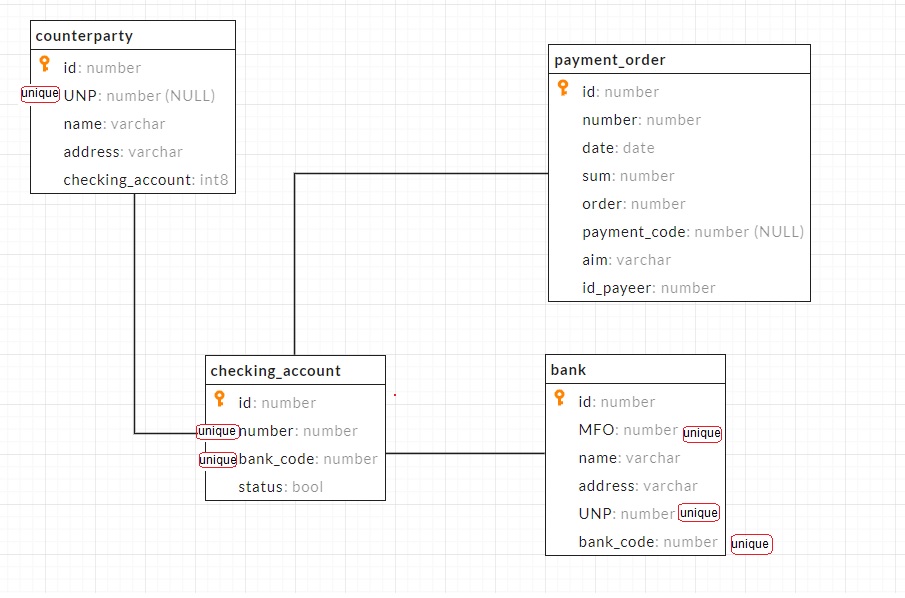 counterparty
id: number
unique UNP: number (NULL)
name: varchar
address: varchar
checking_account: int8
payment_order
id: number
number: number
date: date
sum: number
order: number
payment_code: number (NULL)
aim: varchar
id_payeer: number
checking_account
id: number
unique number: number
unique bank_code: number
status: bool
bank
id: number
MFO: number unique
name: varchar
address: varchar
UNP: number unique
bank_code: number unique